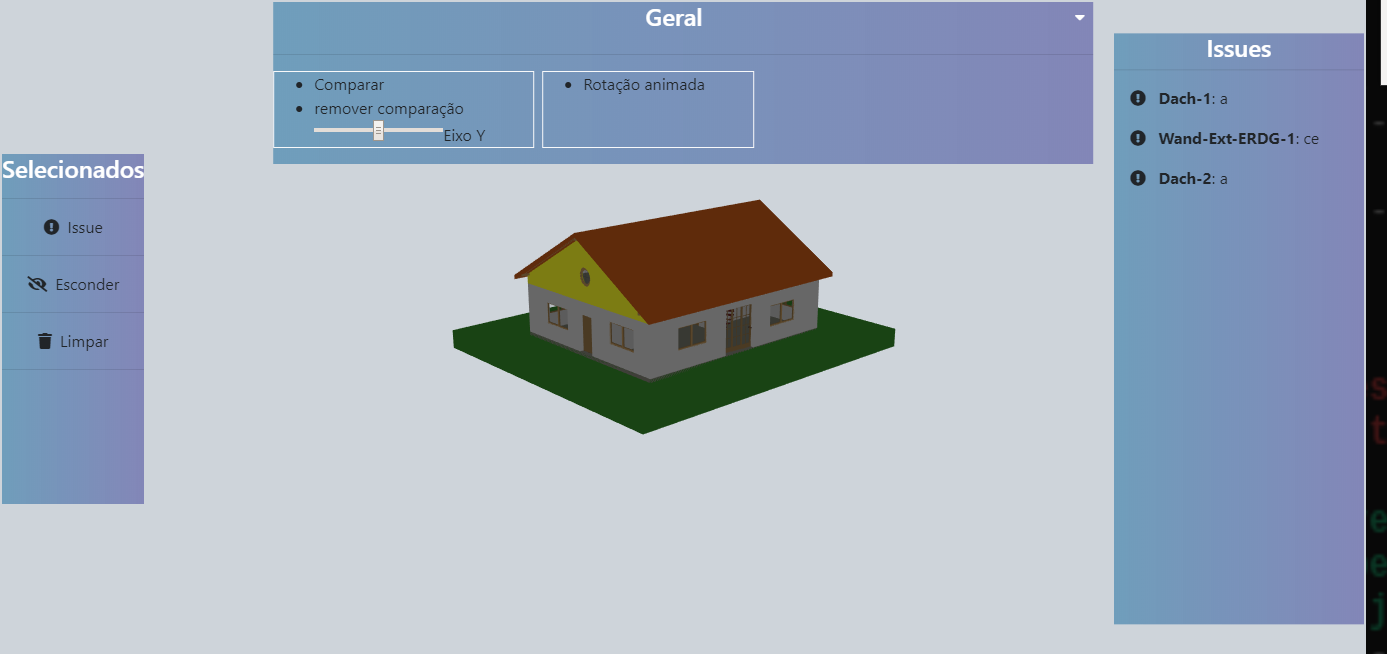 Geral
Comparar
remover comparação
Eixo Y
Rotação animada
Selecionados
Issue
Esconder
Limpar
Issues
Dach-1: a
Wand-Ext-ERDG-1: ce
Dach-2: a